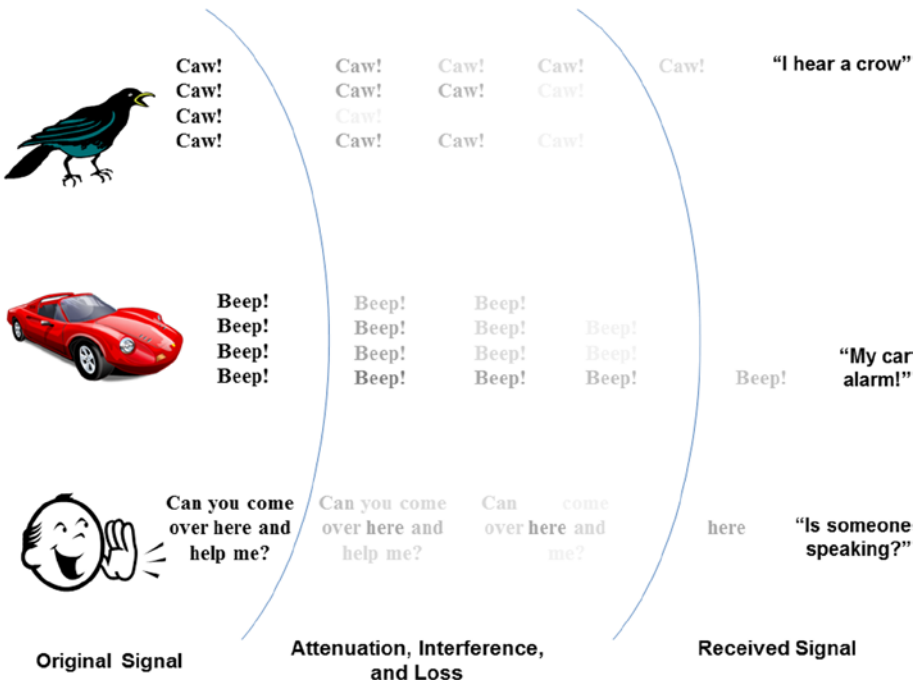 Caw! Caw! Caw! Caw! Caw! "I hear a crow"
Caw! Caw! Caw! Caw!
Caw! Caw!
Caw! Caw! Caw! Caw!
Beep! Beep! Beep!
Beep! Beep! Beep! Beep!
Beep! Beep! Beep! Beep!
Beep! Beep! Beep! Beep! Beep!
"My car
alarm!"
Can you come
over here and
help me?
Can you come
over here and
help me?
Can come
over here and
me?
here
"Is someone
speaking?"
Original Signal
Attenuation, Interference,
and Loss
Received Signal